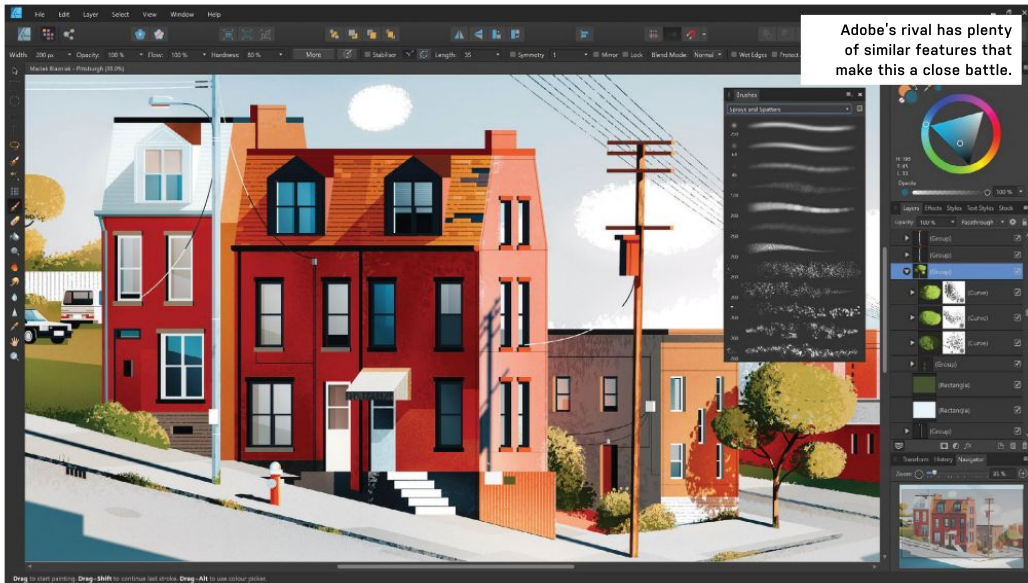 File Edit Layer Select View Window Help
Adobe's rival has plenty
of similar features that
make this a close battle.
Width: 200 px Opacity: 100 % Flow: 100 % Hardness: 80 % More Stabiliser Length: 35 Symmetry 1 Mirror Lock Blend Mode: Normal Wet Edges Protect
Brushes
Sprays and Spatters
Opacity
100 %
Layers Effects Styles Text Styles Stock
Opacity: 100 % Passthrough
(Group)
(Group)
(Group)
(Curve)
(Curve)
(Curve)
(Group)
(Rectangle)
(Rectangle)
(Group)
Transform History Navigator
Zoom:
Drag to start painting. Drag+Shift to continue last stroke. Drag+Alt to use colour picker.